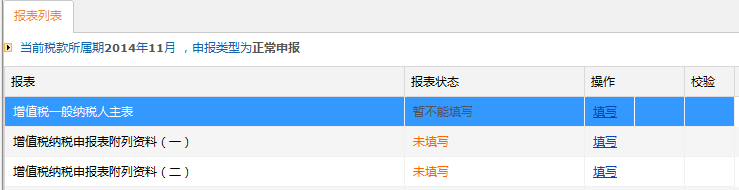 报表列表
当前税款所属期2014年11月 ，申报类型为正常申报
报表 报表状态 操作 校验
增值税一般纳税人主表 暂不能填写 填写
增值税纳税申报表附列资料（一） 未填写 填写
增值税纳税申报表附列资料（二） 未填写 填写